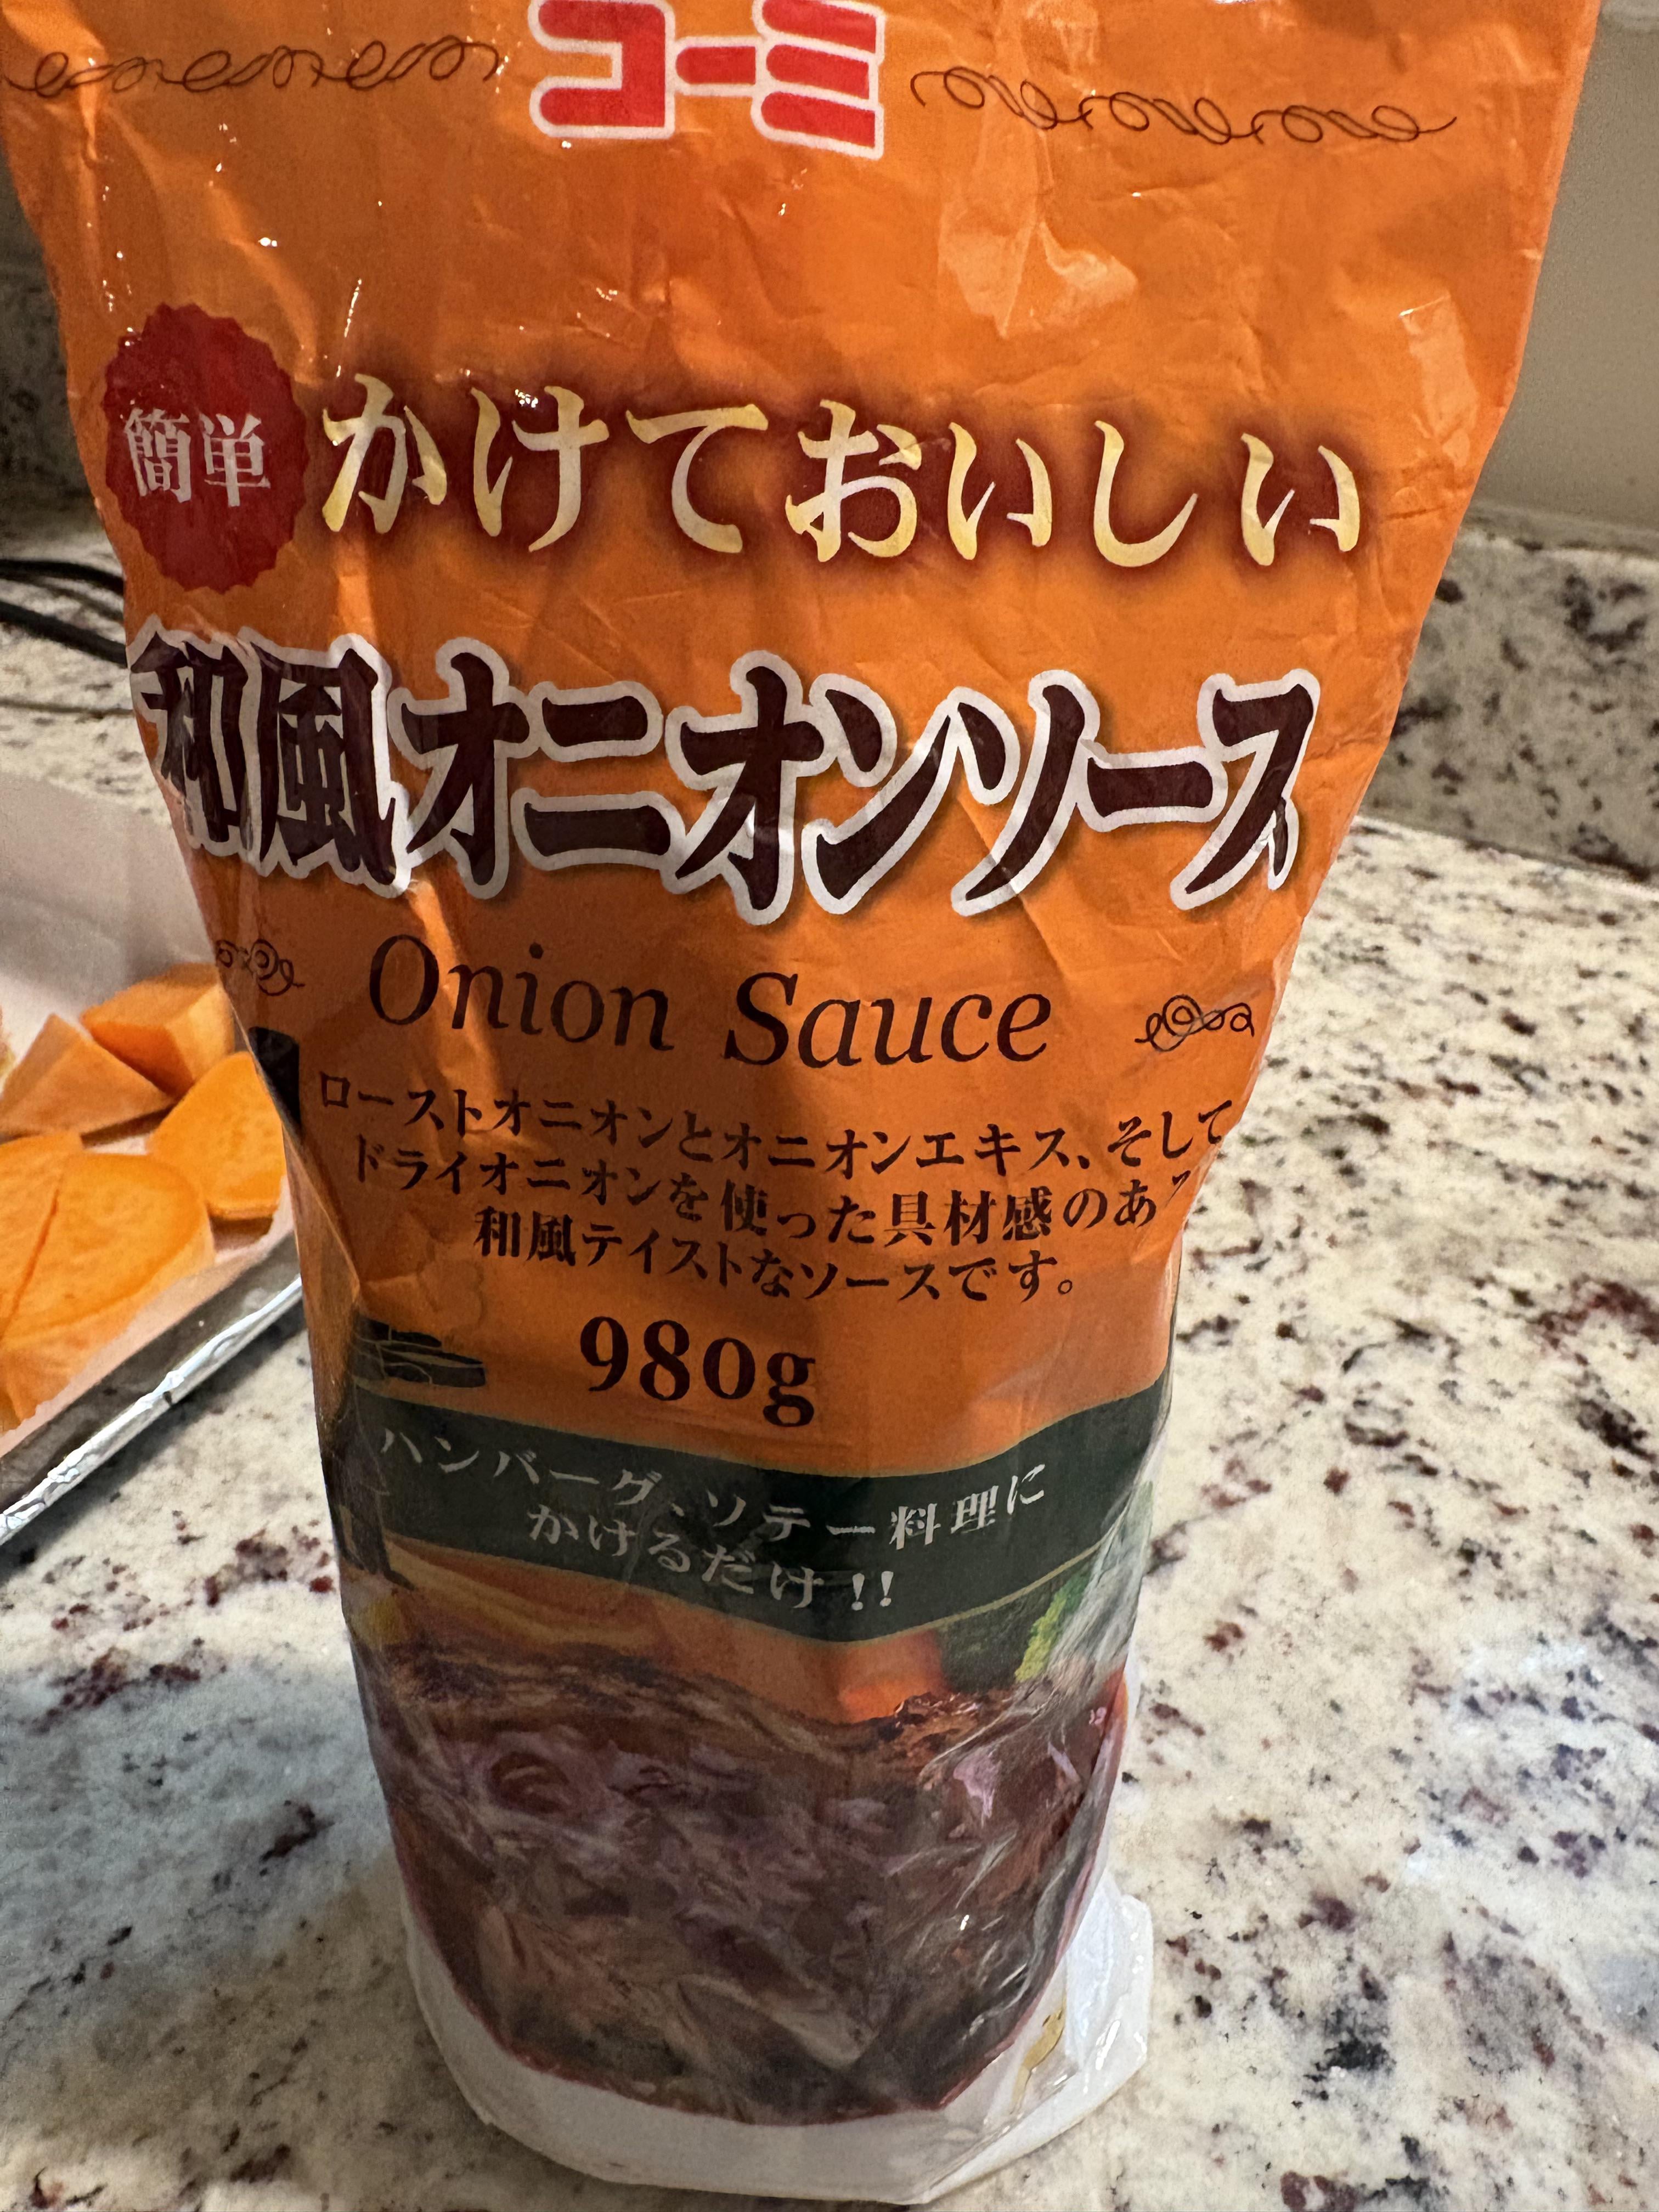 コーミ
簡単 かけておいしい
和風オニオンソース
Onion Sauce
ローストオニオンとオニオンエキス、そして
ドライオニオンを使った具材感のある
和風テイストなソースです。
980g
ハンバーグ、ソテー料理に
かけるだけ!!